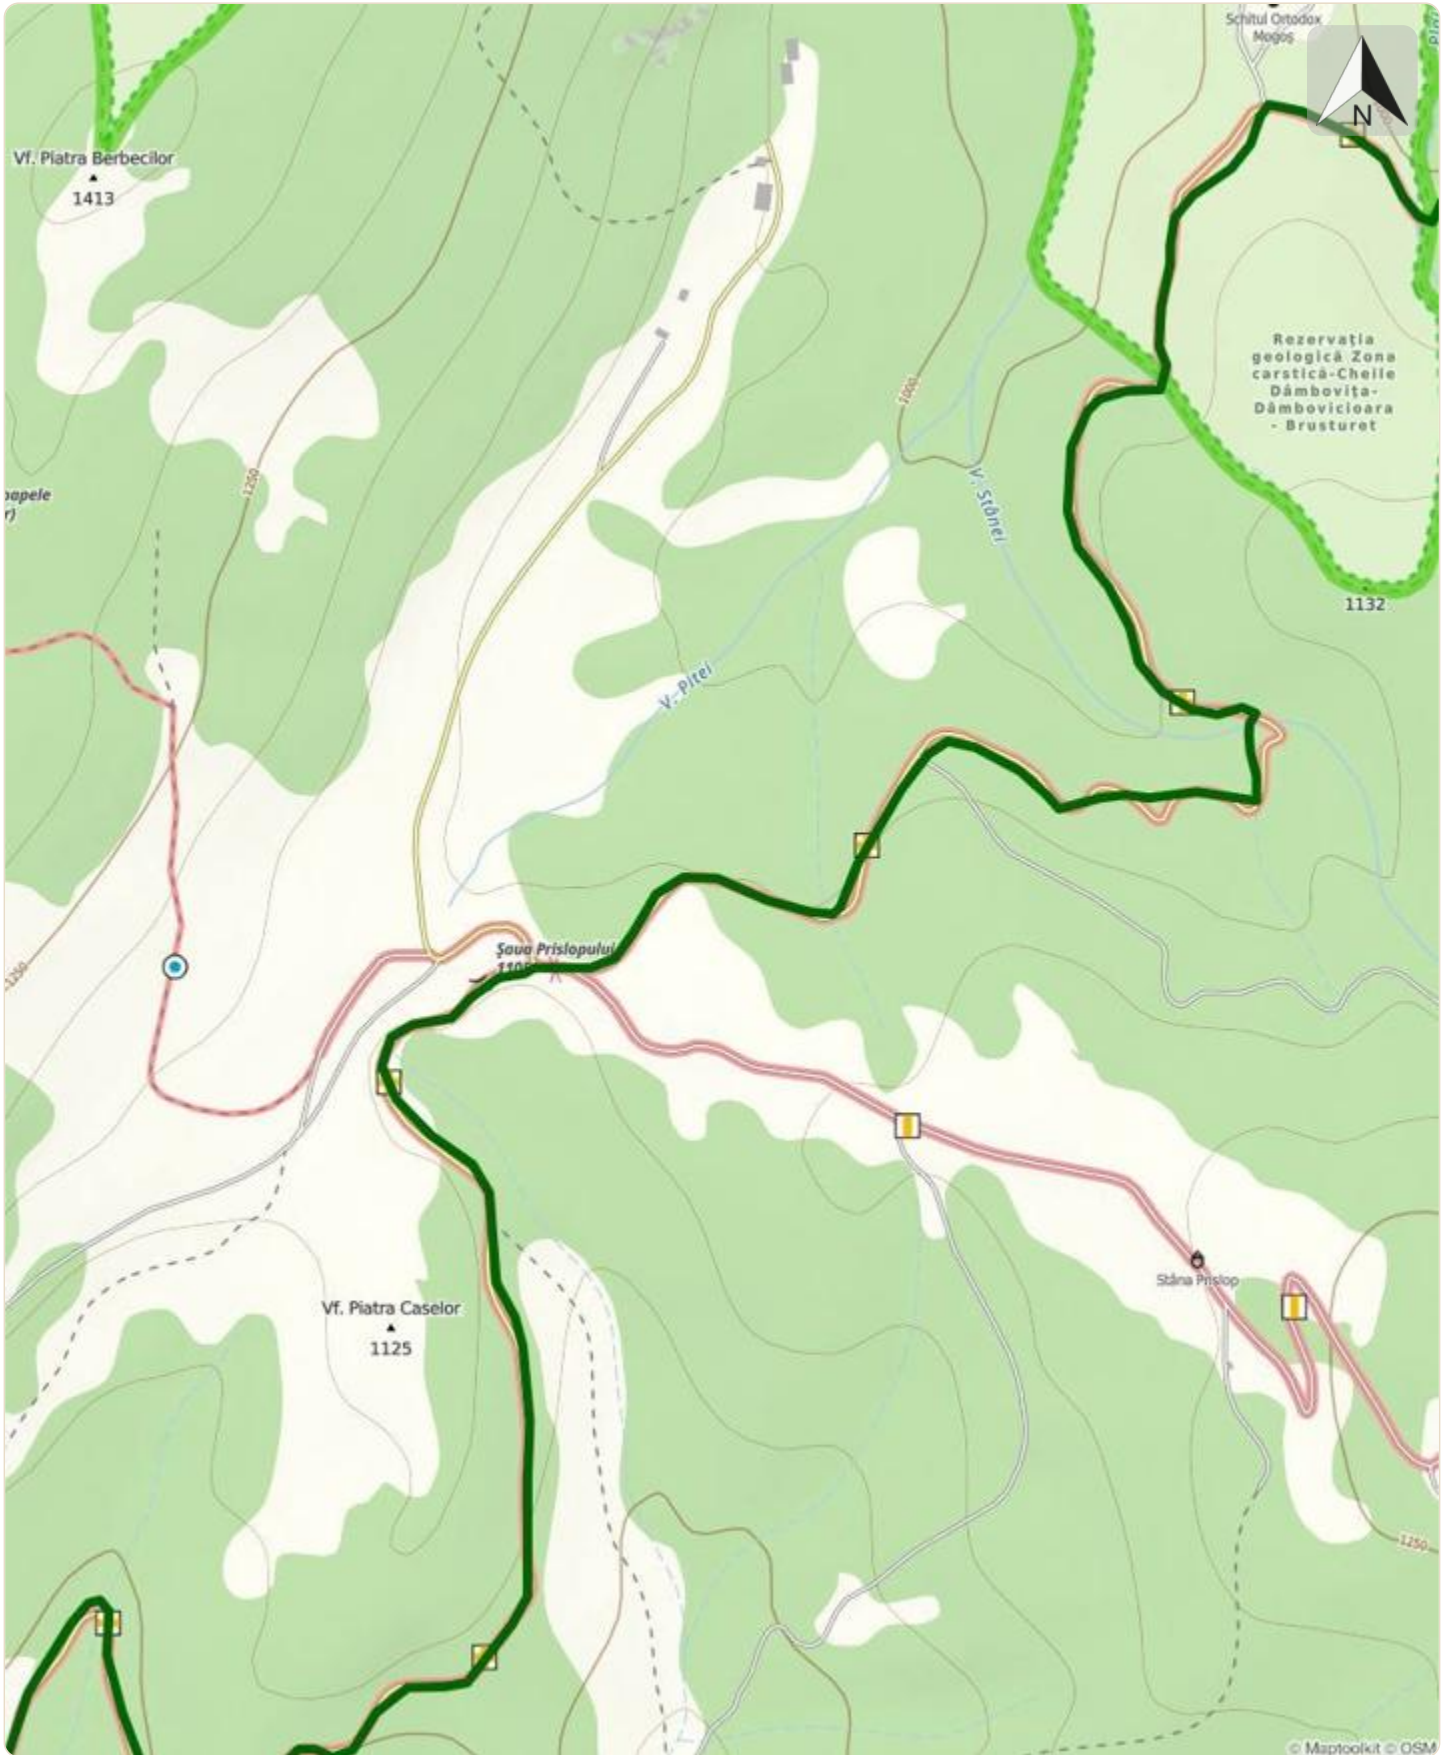 Schitul Ortodox
Mogoș
N
Vf. Piatra Berbecilor
1413
Rezervația
geologică Zona
carstică-Cheile
Dâmbovița-
Dâmbovicioara
- Brusturet
1000
1250
V. Stânei
1132
V. Pitei
Șaua Prislopului
1250
Stâna Prislop
Vf. Piatra Caselor
1125
1250
© Maptoolkit © OSM